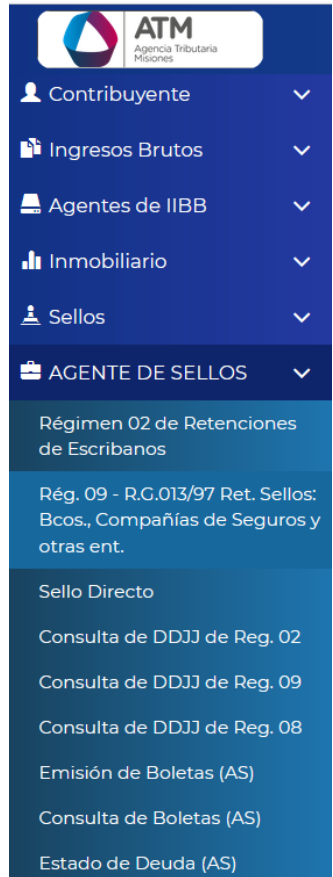 ATM
Agencia Tributaria
Misiones
Contribuyente
Ingresos Brutos
Agentes de IIBB
Inmobiliario
Sellos
AGENTE DE SELLOS
Régimen 02 de Retenciones
de Escribanos
Rég. 09 - R.G.013/97 Ret. Sellos:
Bcos., Compañías de Seguros y
otras ent.
Sello Directo
Consulta de DDJJ de Reg. 02
Consulta de DDJJ de Reg. 09
Consulta de DDJJ de Reg. 08
Emisión de Boletas (AS)
Consulta de Boletas (AS)
Estado de Deuda (AS)